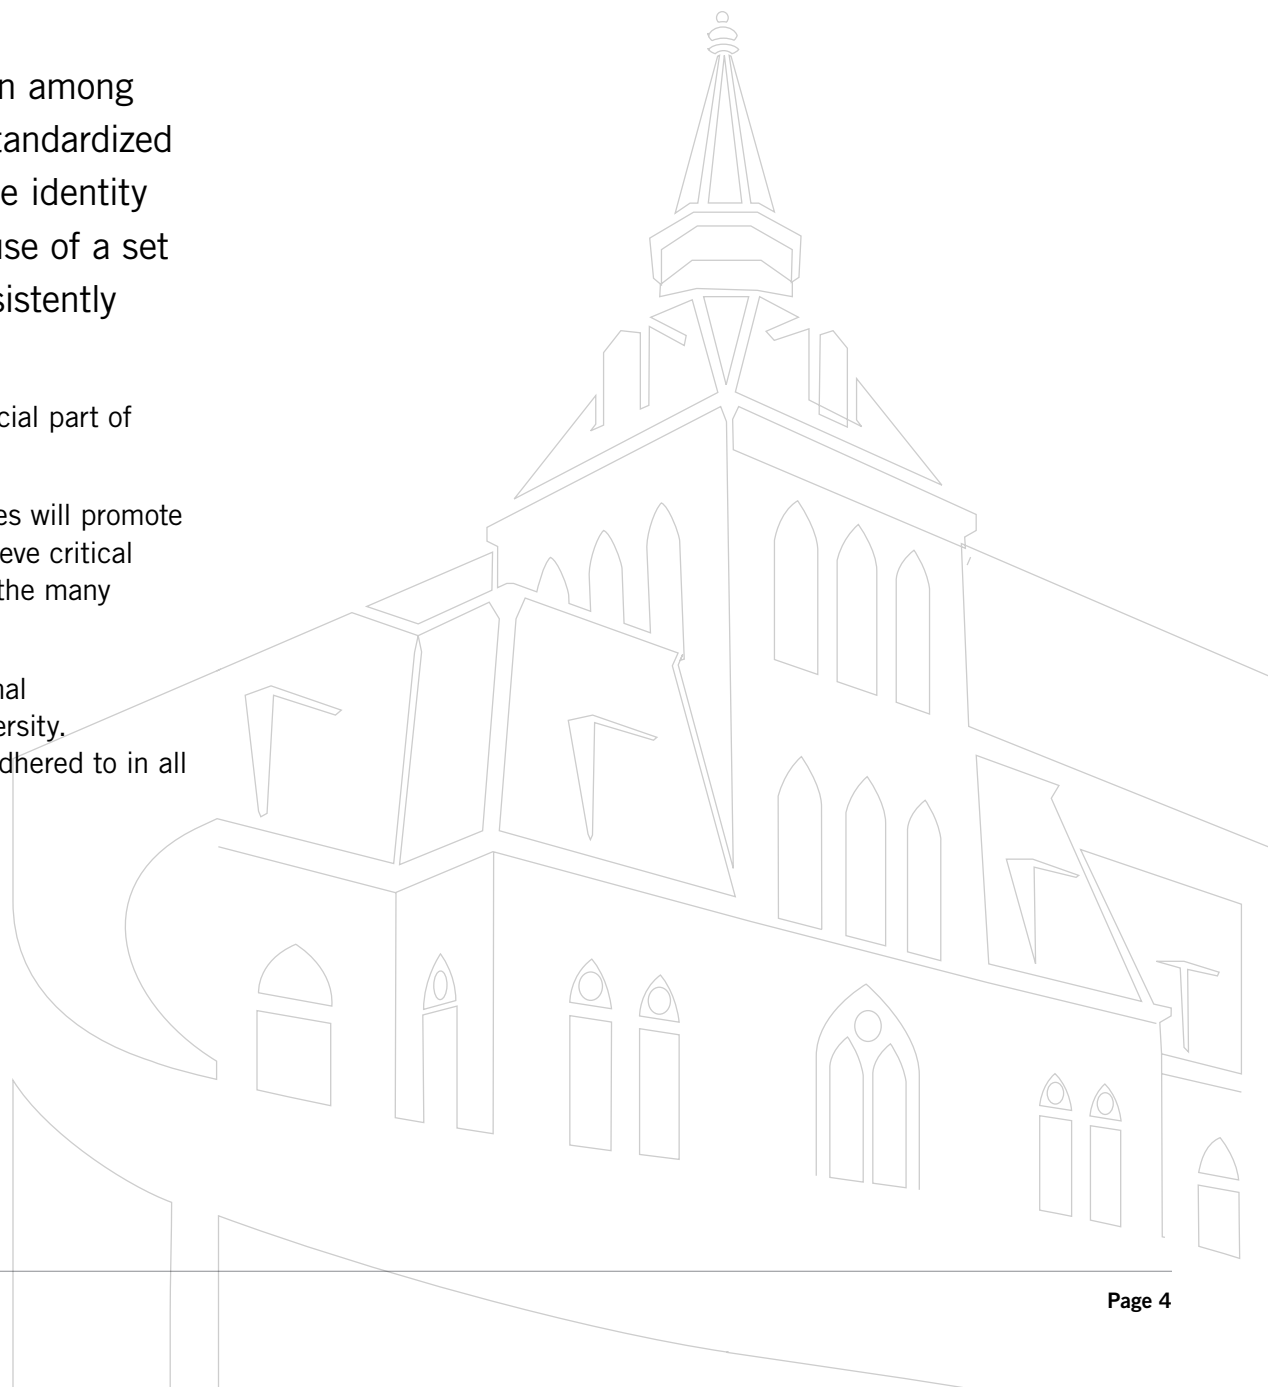 n among
tandardized
e identity
use of a set
sistently
cial part of
es will promote
eve critical
the many
nal
ersity.
dhered to in all
Page 4